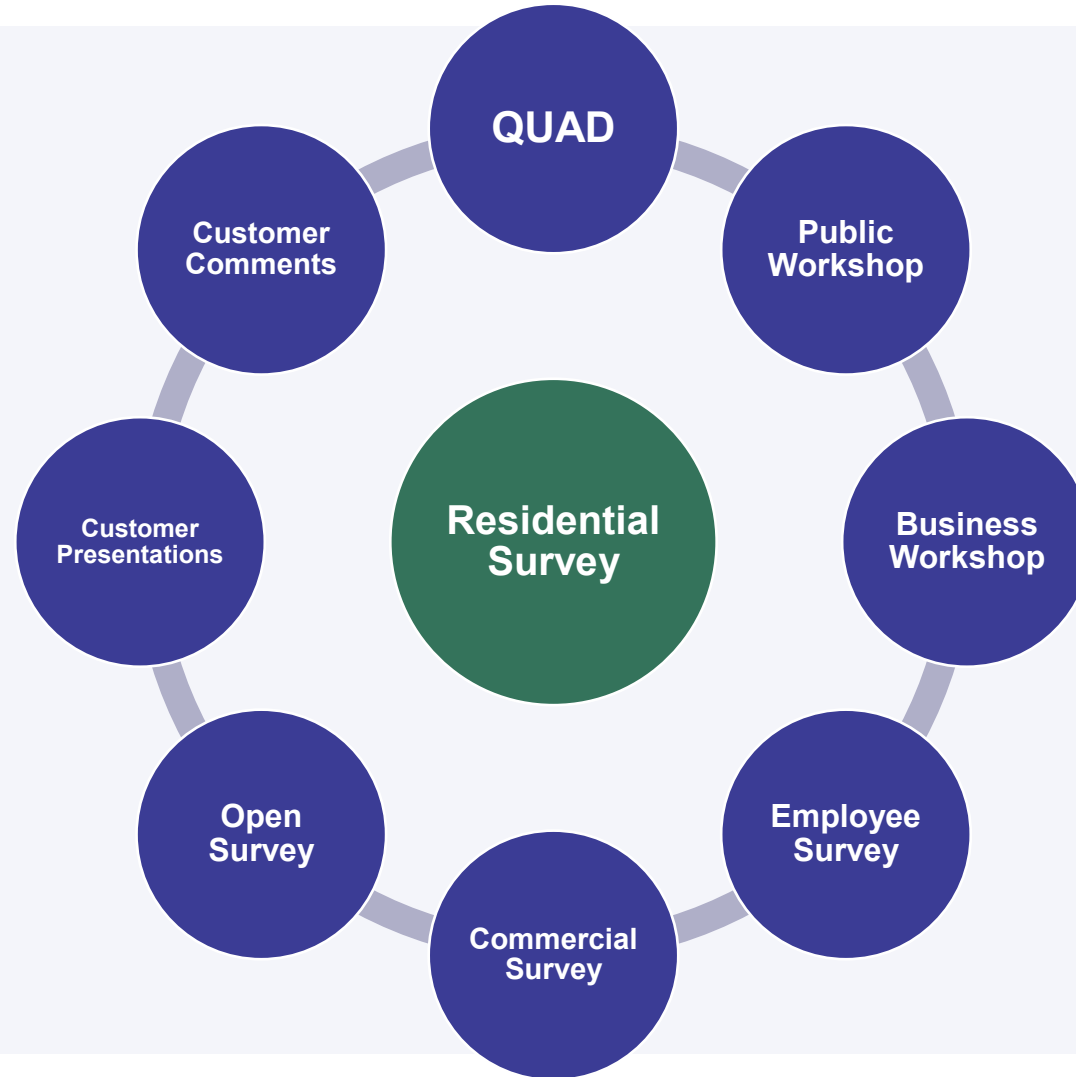 QUAD
Customer
Comments
Public
Workshop
Customer
Presentations
Residential
Survey
Business
Workshop
Open
Survey
Employee
Survey
Commercial
Survey